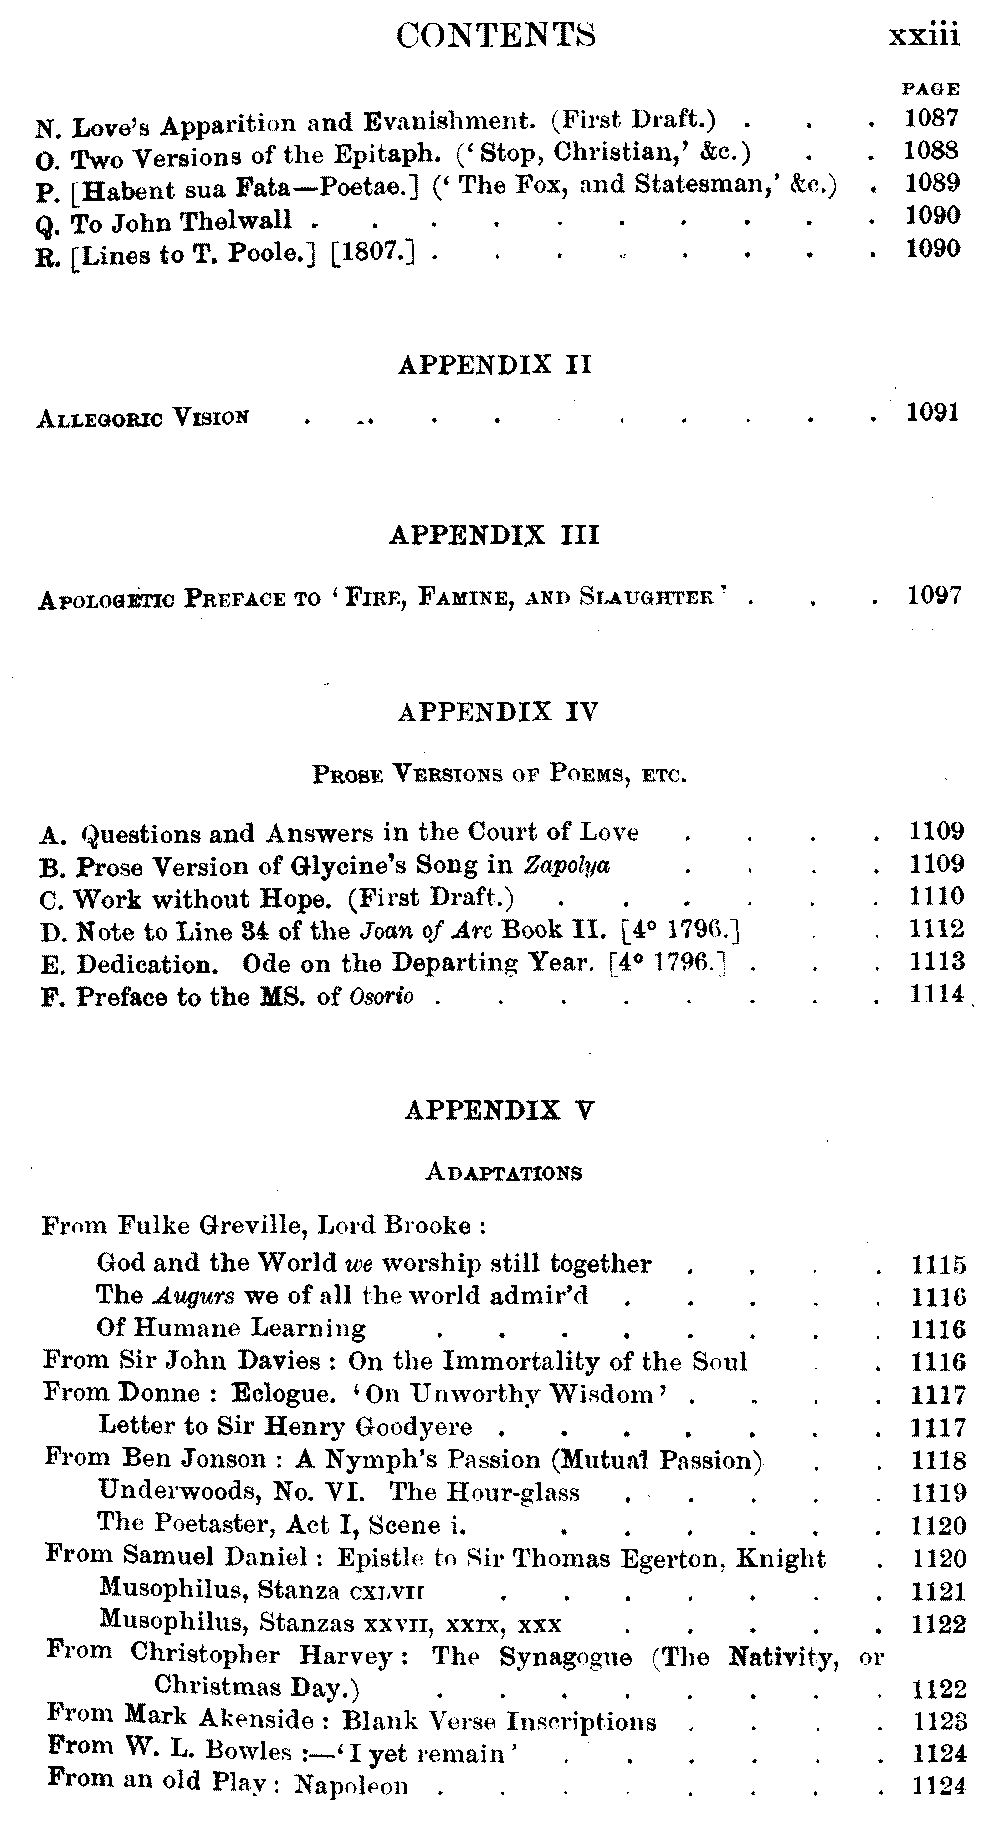 CONTENTS xxiii
PAGE
N. Love's Apparition and Evanishment. (First Draft.) . . . 1087
O. Two Versions of the Epitaph. ('Stop, Christian,' &c.) . . 1088
P. [Habent sua Fata—Poetae.] ('The Fox, and Statesman,' &c.) . 1089
Q. To John Thelwall . . . . . . . . . . 1090
R. [Lines to T. Poole.] [1807.] . . . . . . . . 1090
APPENDIX II
Allegoric Vision . . . . . . . . . . 1091
APPENDIX III
Apologetic Preface to 'Fire, Famine, and Slaughter' . . . 1097
APPENDIX IV
Prose Versions of Poems, etc.
A. Questions and Answers in the Court of Love . . . . 1109
B. Prose Version of Glycine's Song in Zapolya . . . . 1109
C. Work without Hope. (First Draft.) . . . . . . 1110
D. Note to Line 34 of the Joan of Arc Book II. [4º 1796.] . . 1112
E. Dedication. Ode on the Departing Year. [4º 1796.] . . . 1113
F. Preface to the MS. of Osorio . . . . . . . . 1114
APPENDIX V
Adaptations
From Fulke Greville, Lord Brooke :
God and the World we worship still together . . . . 1115
The Augurs we of all the world admir'd . . . . . 1116
Of Humane Learning . . . . . . . . 1116
From Sir John Davies : On the Immortality of the Soul . . 1116
From Donne : Eclogue. 'On Unworthy Wisdom' . . . . 1117
Letter to Sir Henry Goodyere . . . . . . . 1117
From Ben Jonson : A Nymph's Passion (Mutual Passion) . . 1118
Underwoods, No. VI. The Hour-glass . . . . . 1119
The Poetaster, Act I, Scene i. . . . . . . 1120
From Samuel Daniel : Epistle to Sir Thomas Egerton, Knight . 1120
Musophilus, Stanza cxlvii . . . . . . . 1121
Musophilus, Stanzas xxvii, xxix, xxx . . . . . 1122
From Christopher Harvey : The Synagogue (The Nativity, or
Christmas Day.) . . . . . . . . 1122
From Mark Akenside : Blank Verse Inscriptions . . . . 1123
From W. L. Bowles :—'I yet remain' . . . . . . 1124
From an old Play : Napoleon . . . . . . . . 1124